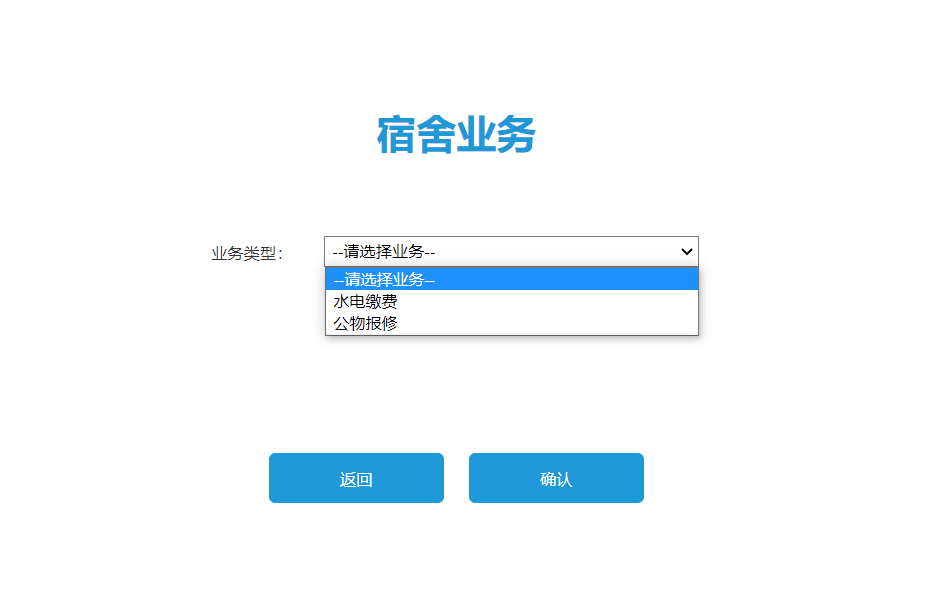 宿舍业务
业务类型：
--请选择业务--
--请选择业务--
水电缴费
公物报修
返回
确认